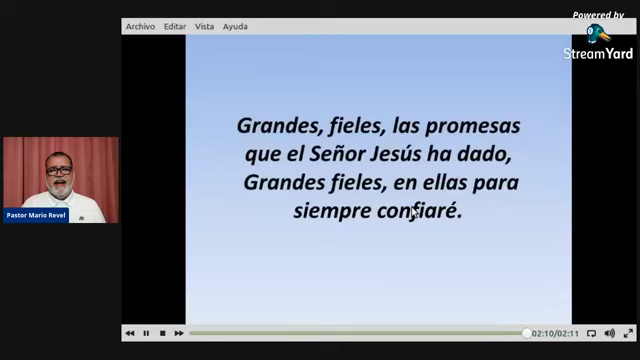 Powered by
StreamYard
Archivo Editar Vista Ayuda
Grandes, fieles, las promesas
que el Señor Jesús ha dado,
Grandes fieles, en ellas para
siempre confiaré.
Pastor Mario Revel
02:10/02:11